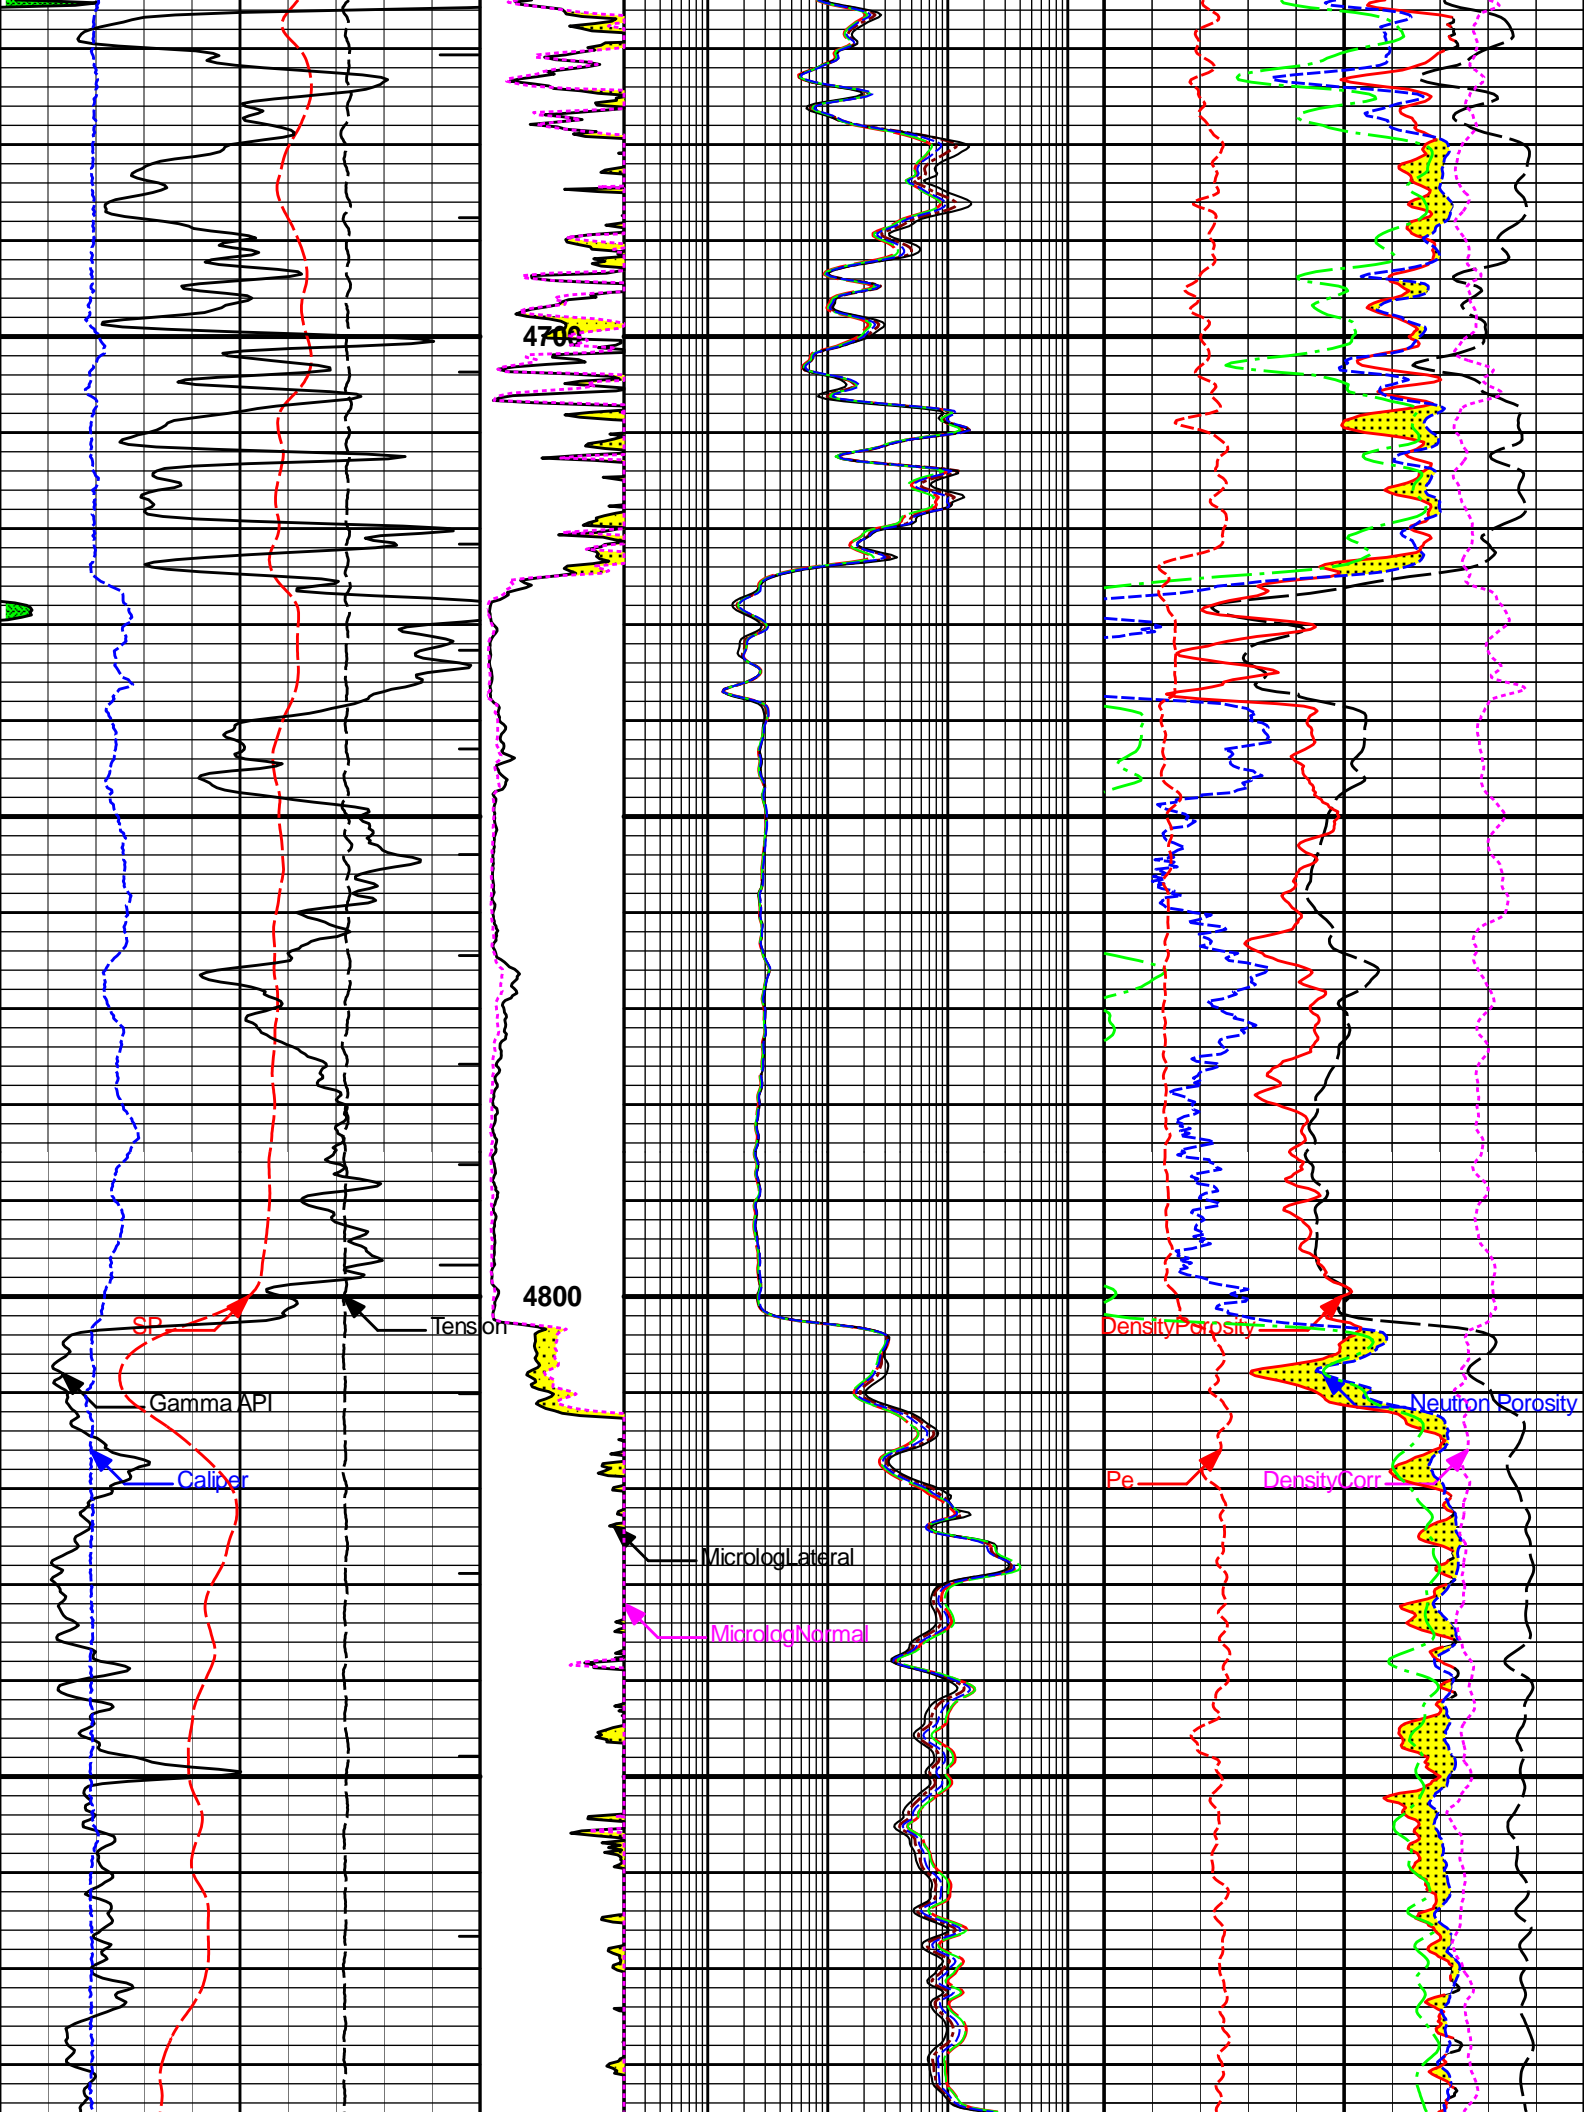 4700
4800
SP
Tension
DensityPorosity
Gamma API
Neutron Porosity
Caliper
Pe
DensityCorr
MicrologLateral
MicrologNormal